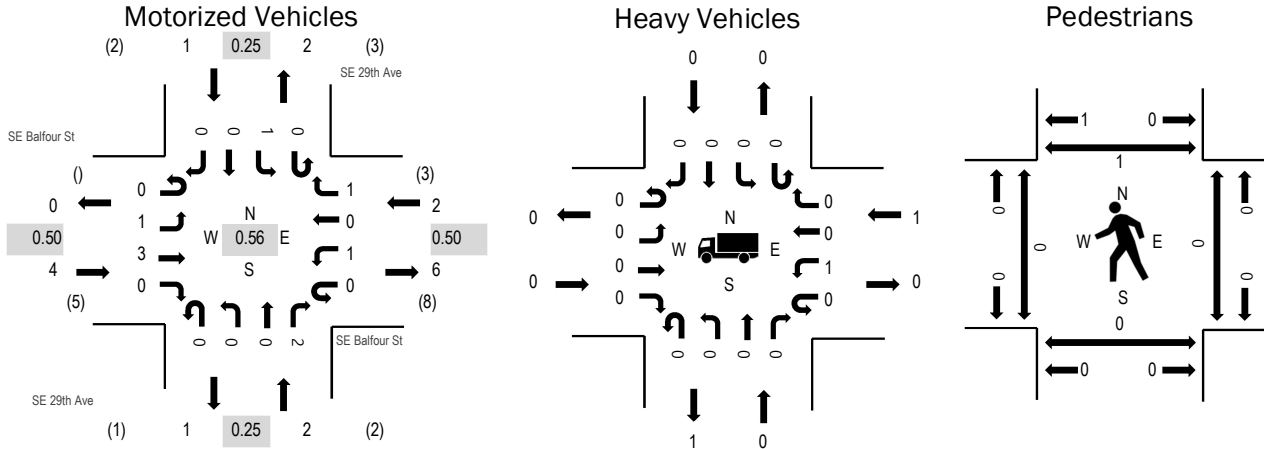 Motorized Vehicles
(2) 1 0.25 2 (3)
SE 29th Ave
SE Balfour St
0 0 1 0
() 0 1 (3)
0 2
1 N 0
0.50 W 0.56 E 0.50
3 S 1
4 6
(5) 0 0 (8)
0 0 0 2
SE Balfour St
SE 29th Ave
(1) 1 0.25 2 (2)
Heavy Vehicles
0 0
0 0 0 0
0 0
0 0 N 0 1
W E
0 0 S 1 0
0 0
0 0 0 0
1 0
Pedestrians
1 0
1
0 N 0
W E
0 0
0 S 0
0
0 0